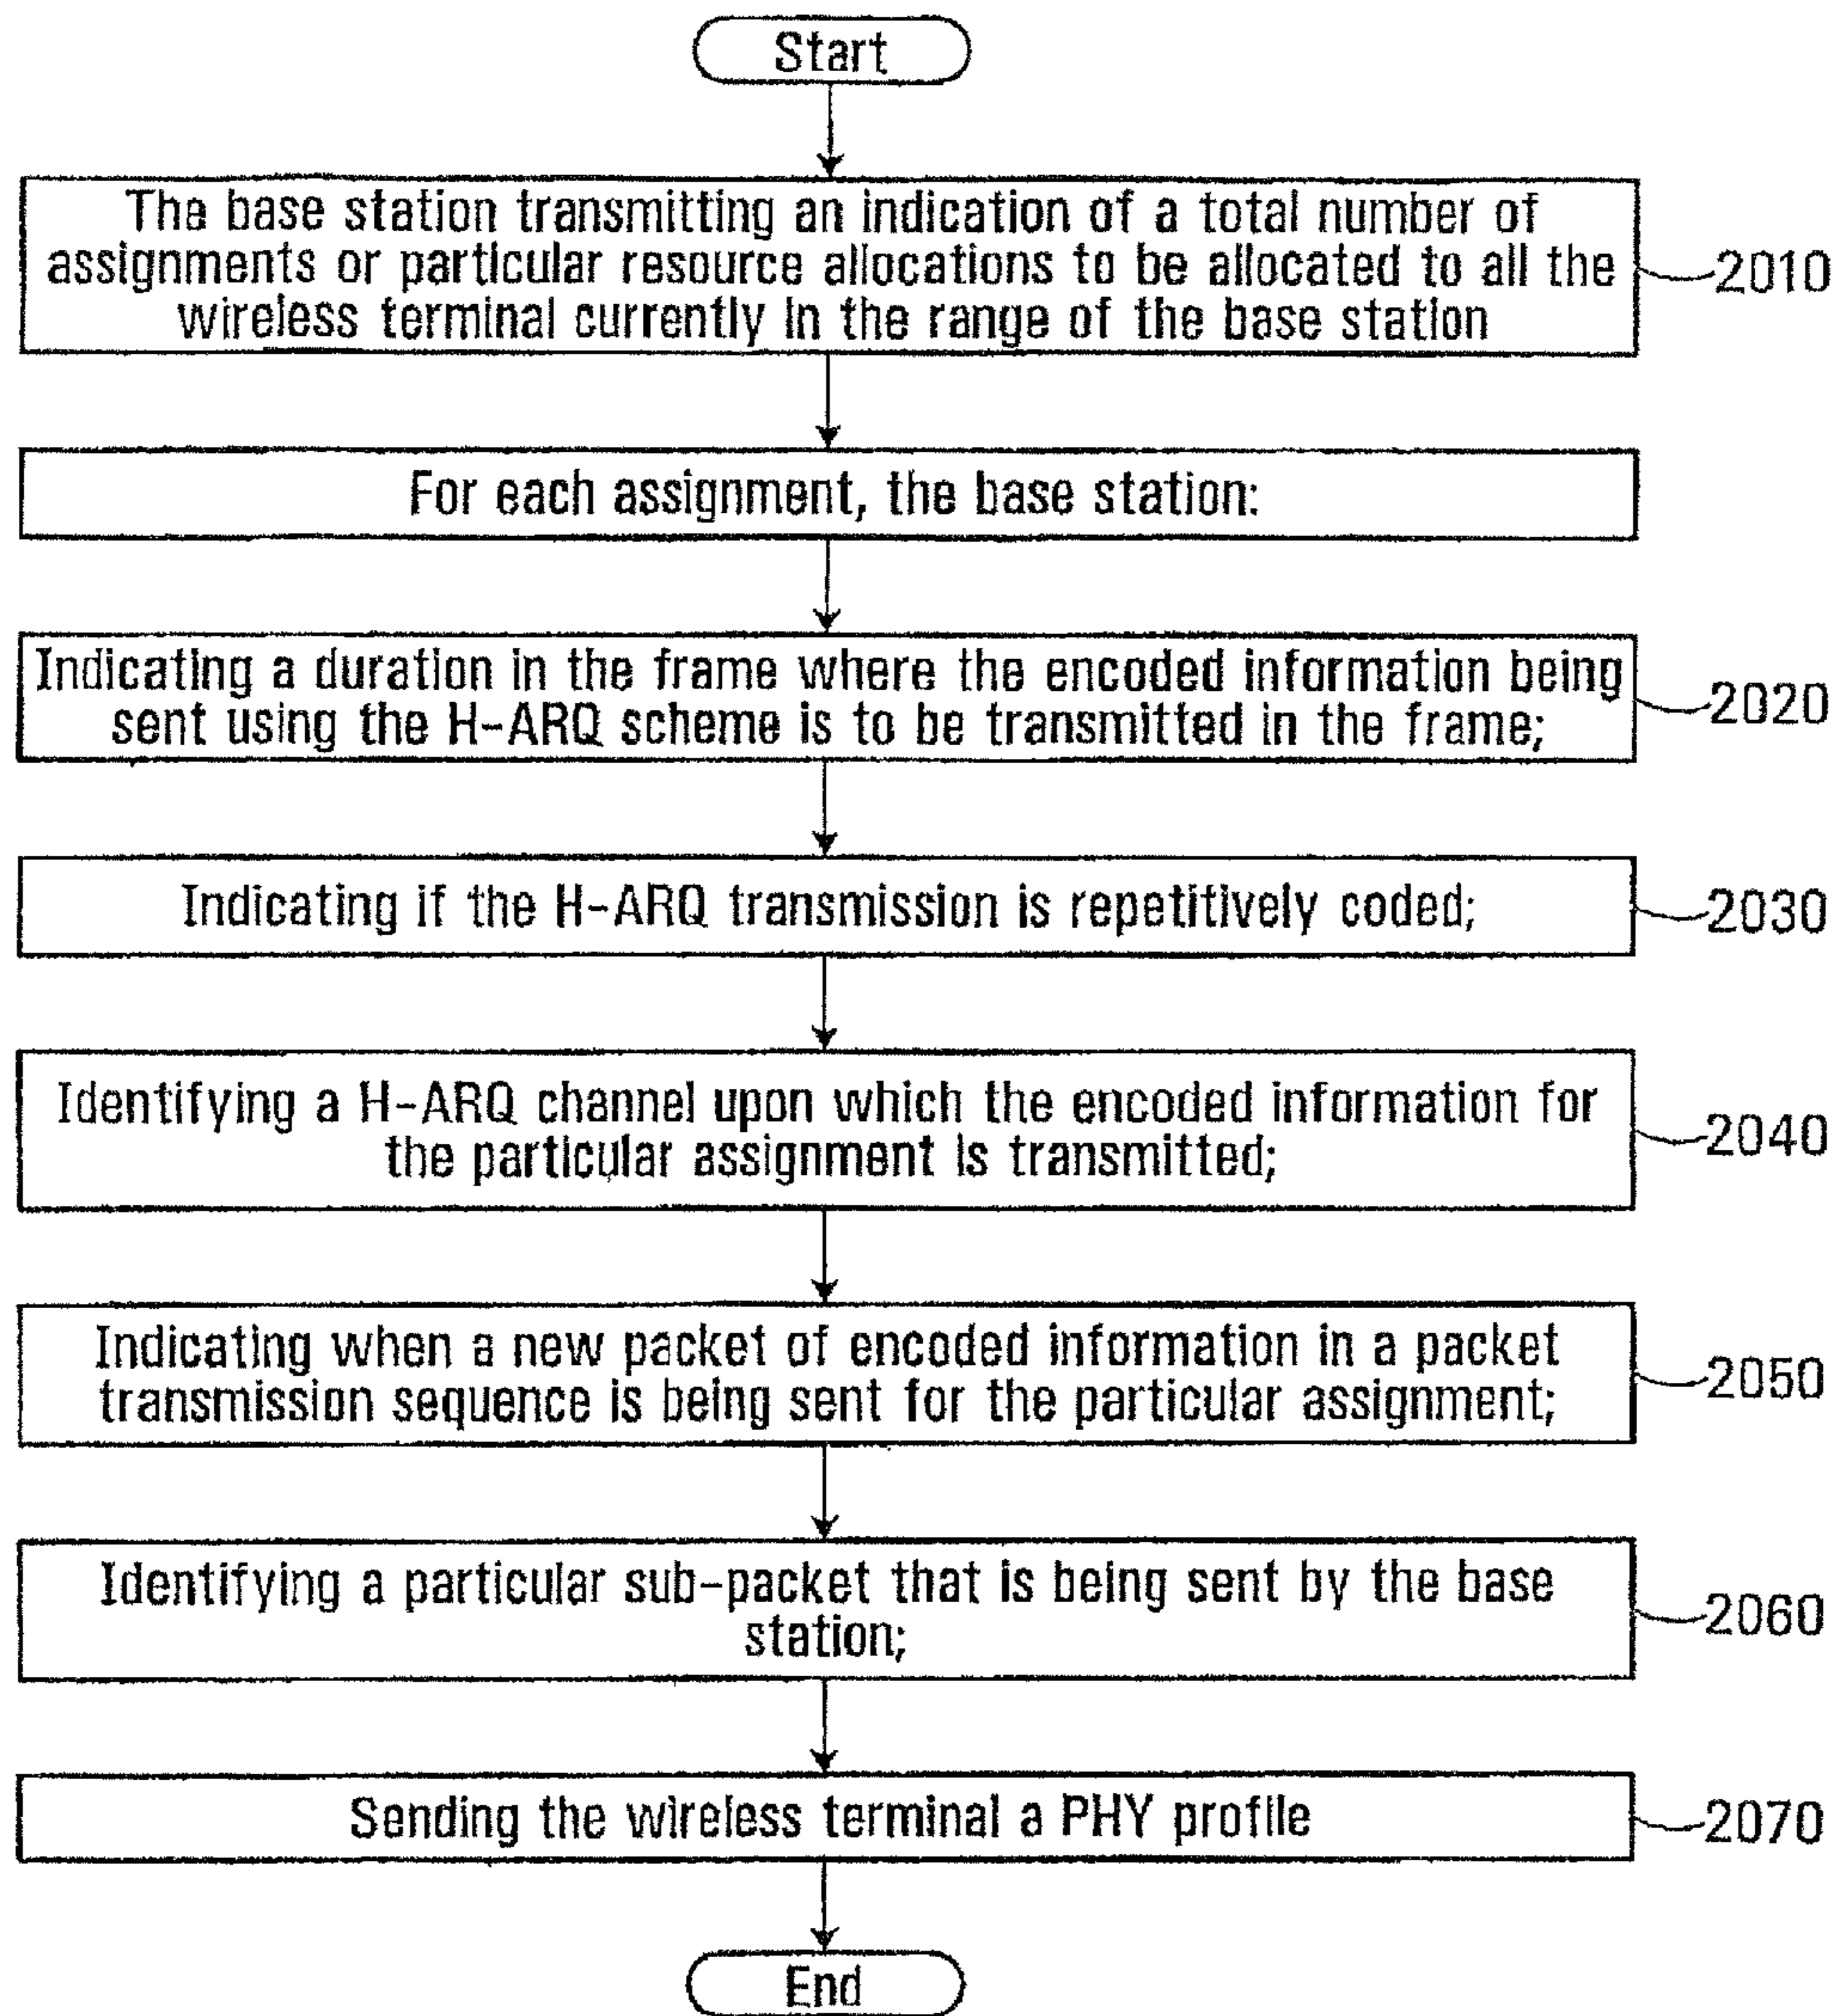 Start
The base station transmitting an indication of a total number of
assignments or particular resource allocations to be allocated to all the
wireless terminal currently in the range of the base station
2010
For each assignment, the base station:
Indicating a duration in the frame where the encoded information being
sent using the H-ARQ scheme is to be transmitted in the frame;
2020
Indicating if the H-ARQ transmission is repetitively coded;
2030
Identifying a H-ARQ channel upon which the encoded information for
the particular assignment is transmitted;
2040
Indicating when a new packet of encoded information in a packet
transmission sequence is being sent for the particular assignment;
2050
Identifying a particular sub-packet that is being sent by the base
station;
2060
Sending the wireless terminal a PHY profile
2070
End